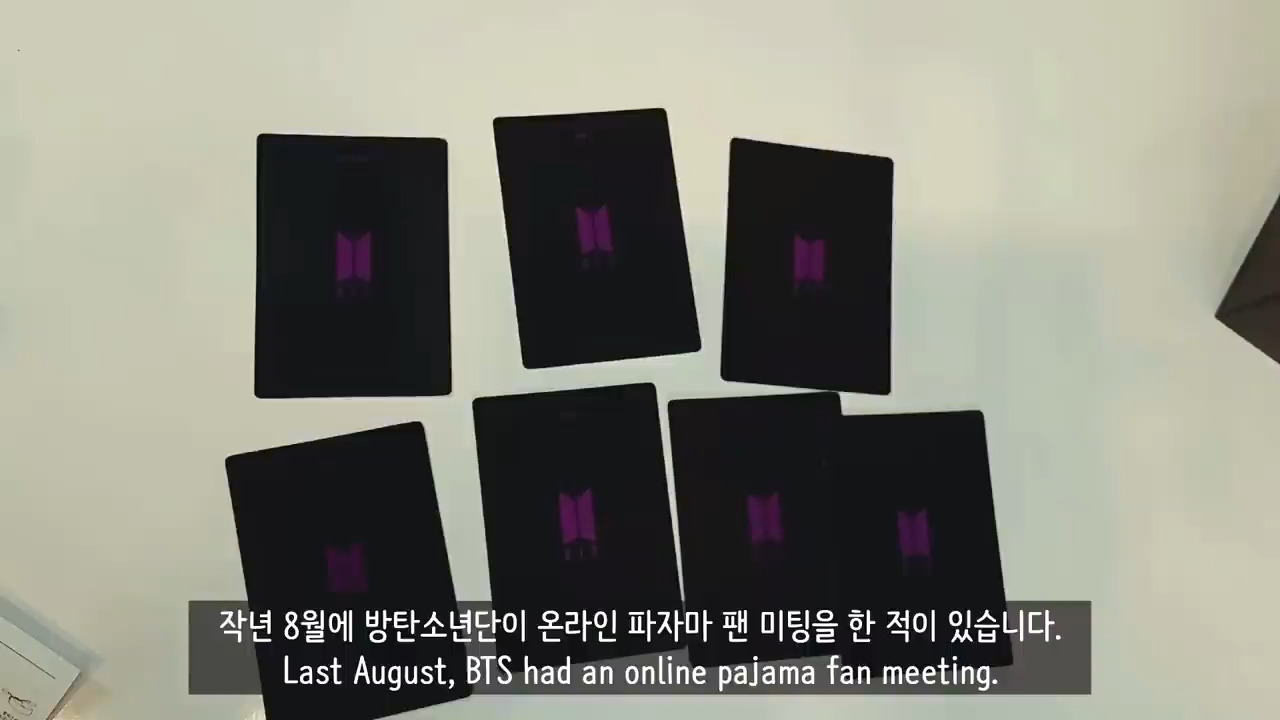 작년 8월에 방탄소년단이 온라인 파자마 팬 미팅을 한 적이 있습니다.
Last August, BTS had an online pajama fan meeting.